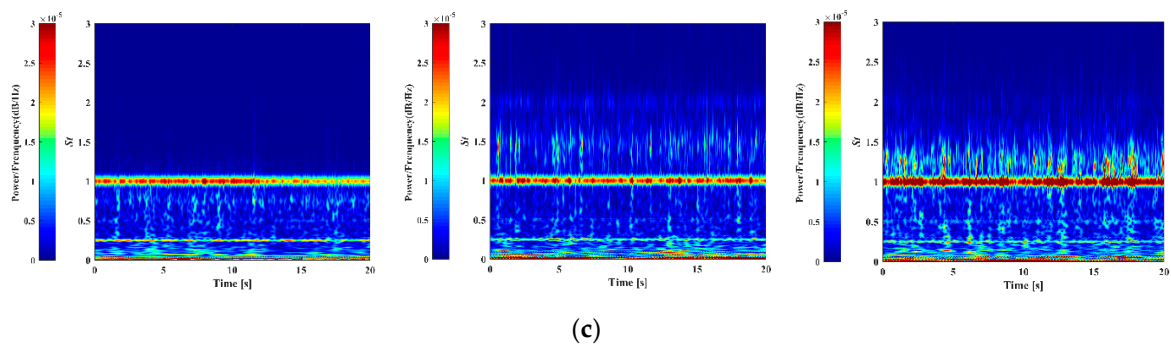 ×10⁻⁵ ×10⁻⁵ ×10⁻⁵
3 3 3 3 3 3
2.5 2.5 2.5 2.5 2.5 2.5
2 2 2 2 2 2
Power/Frenquency(dB/Hz) St Power/Frenquency(dB/Hz) St Power/Frenquency(dB/Hz) St
1.5 1.5 1.5 1.5 1.5 1.5
1 1 1 1 1 1
0.5 0.5 0.5 0.5 0.5 0.5
0 0 0 0 0 0
0 5 10 15 20 0 5 10 15 20 0 5 10 15 20
Time [s] Time [s] Time [s]
(c)